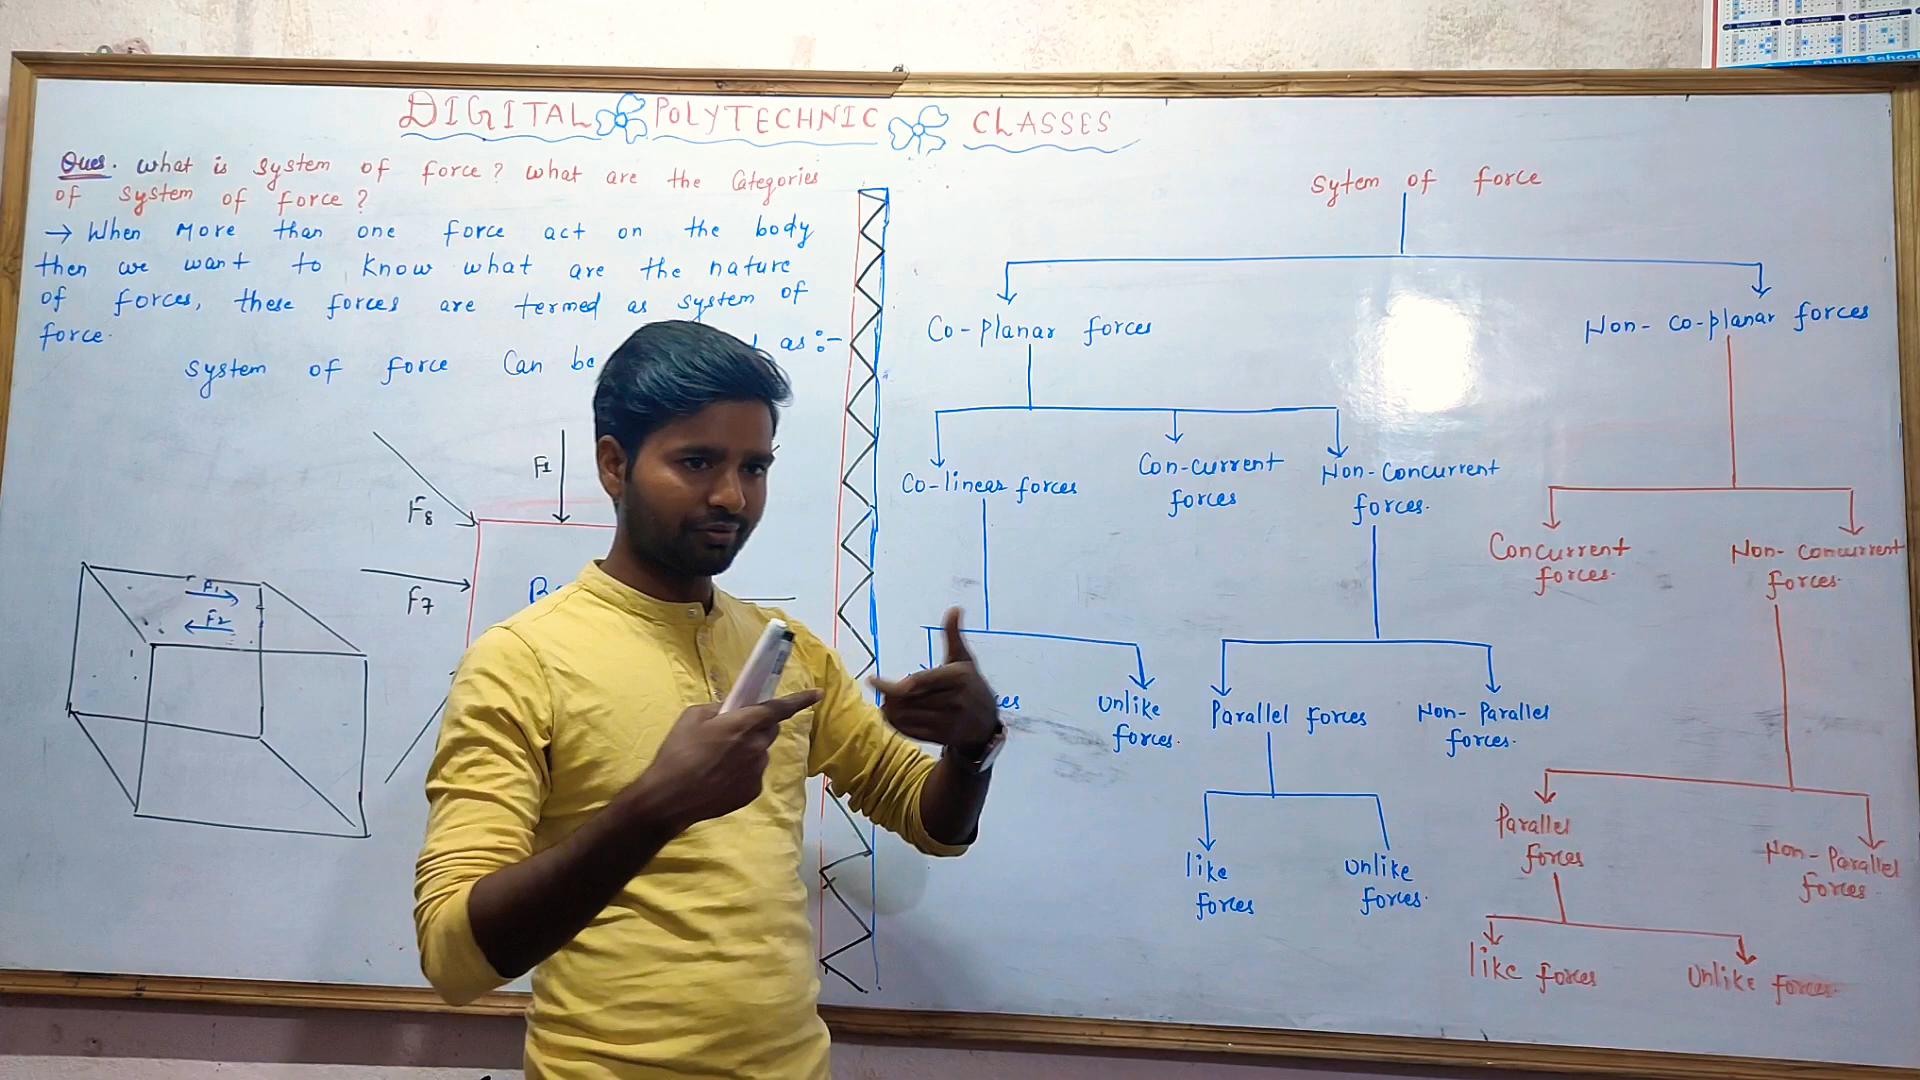 DIGITAL POLYTECHNIC CLASSES
Ques. What is system of force? What are the Categories
of system of force?
→ When More than one force act on the body
then we want to know what are the nature
of forces, these forces are termed as system of
force.
System of force Can be as :-
F1
F8
F7
F1
F2
Sytem of force
Co-planar forces
Non-co-planar forces
Co-linear forces
Con-current
forces
Non-Concurrent
forces.
Concurrent
forces.
Non-concurrent
forces.
Unlike
forces.
Parallel forces
Non-Parallel
forces.
like
forces
unlike
forces.
Parallel
forces
Non-Parallel
forces.
like forces
Unlike forces.
Public School